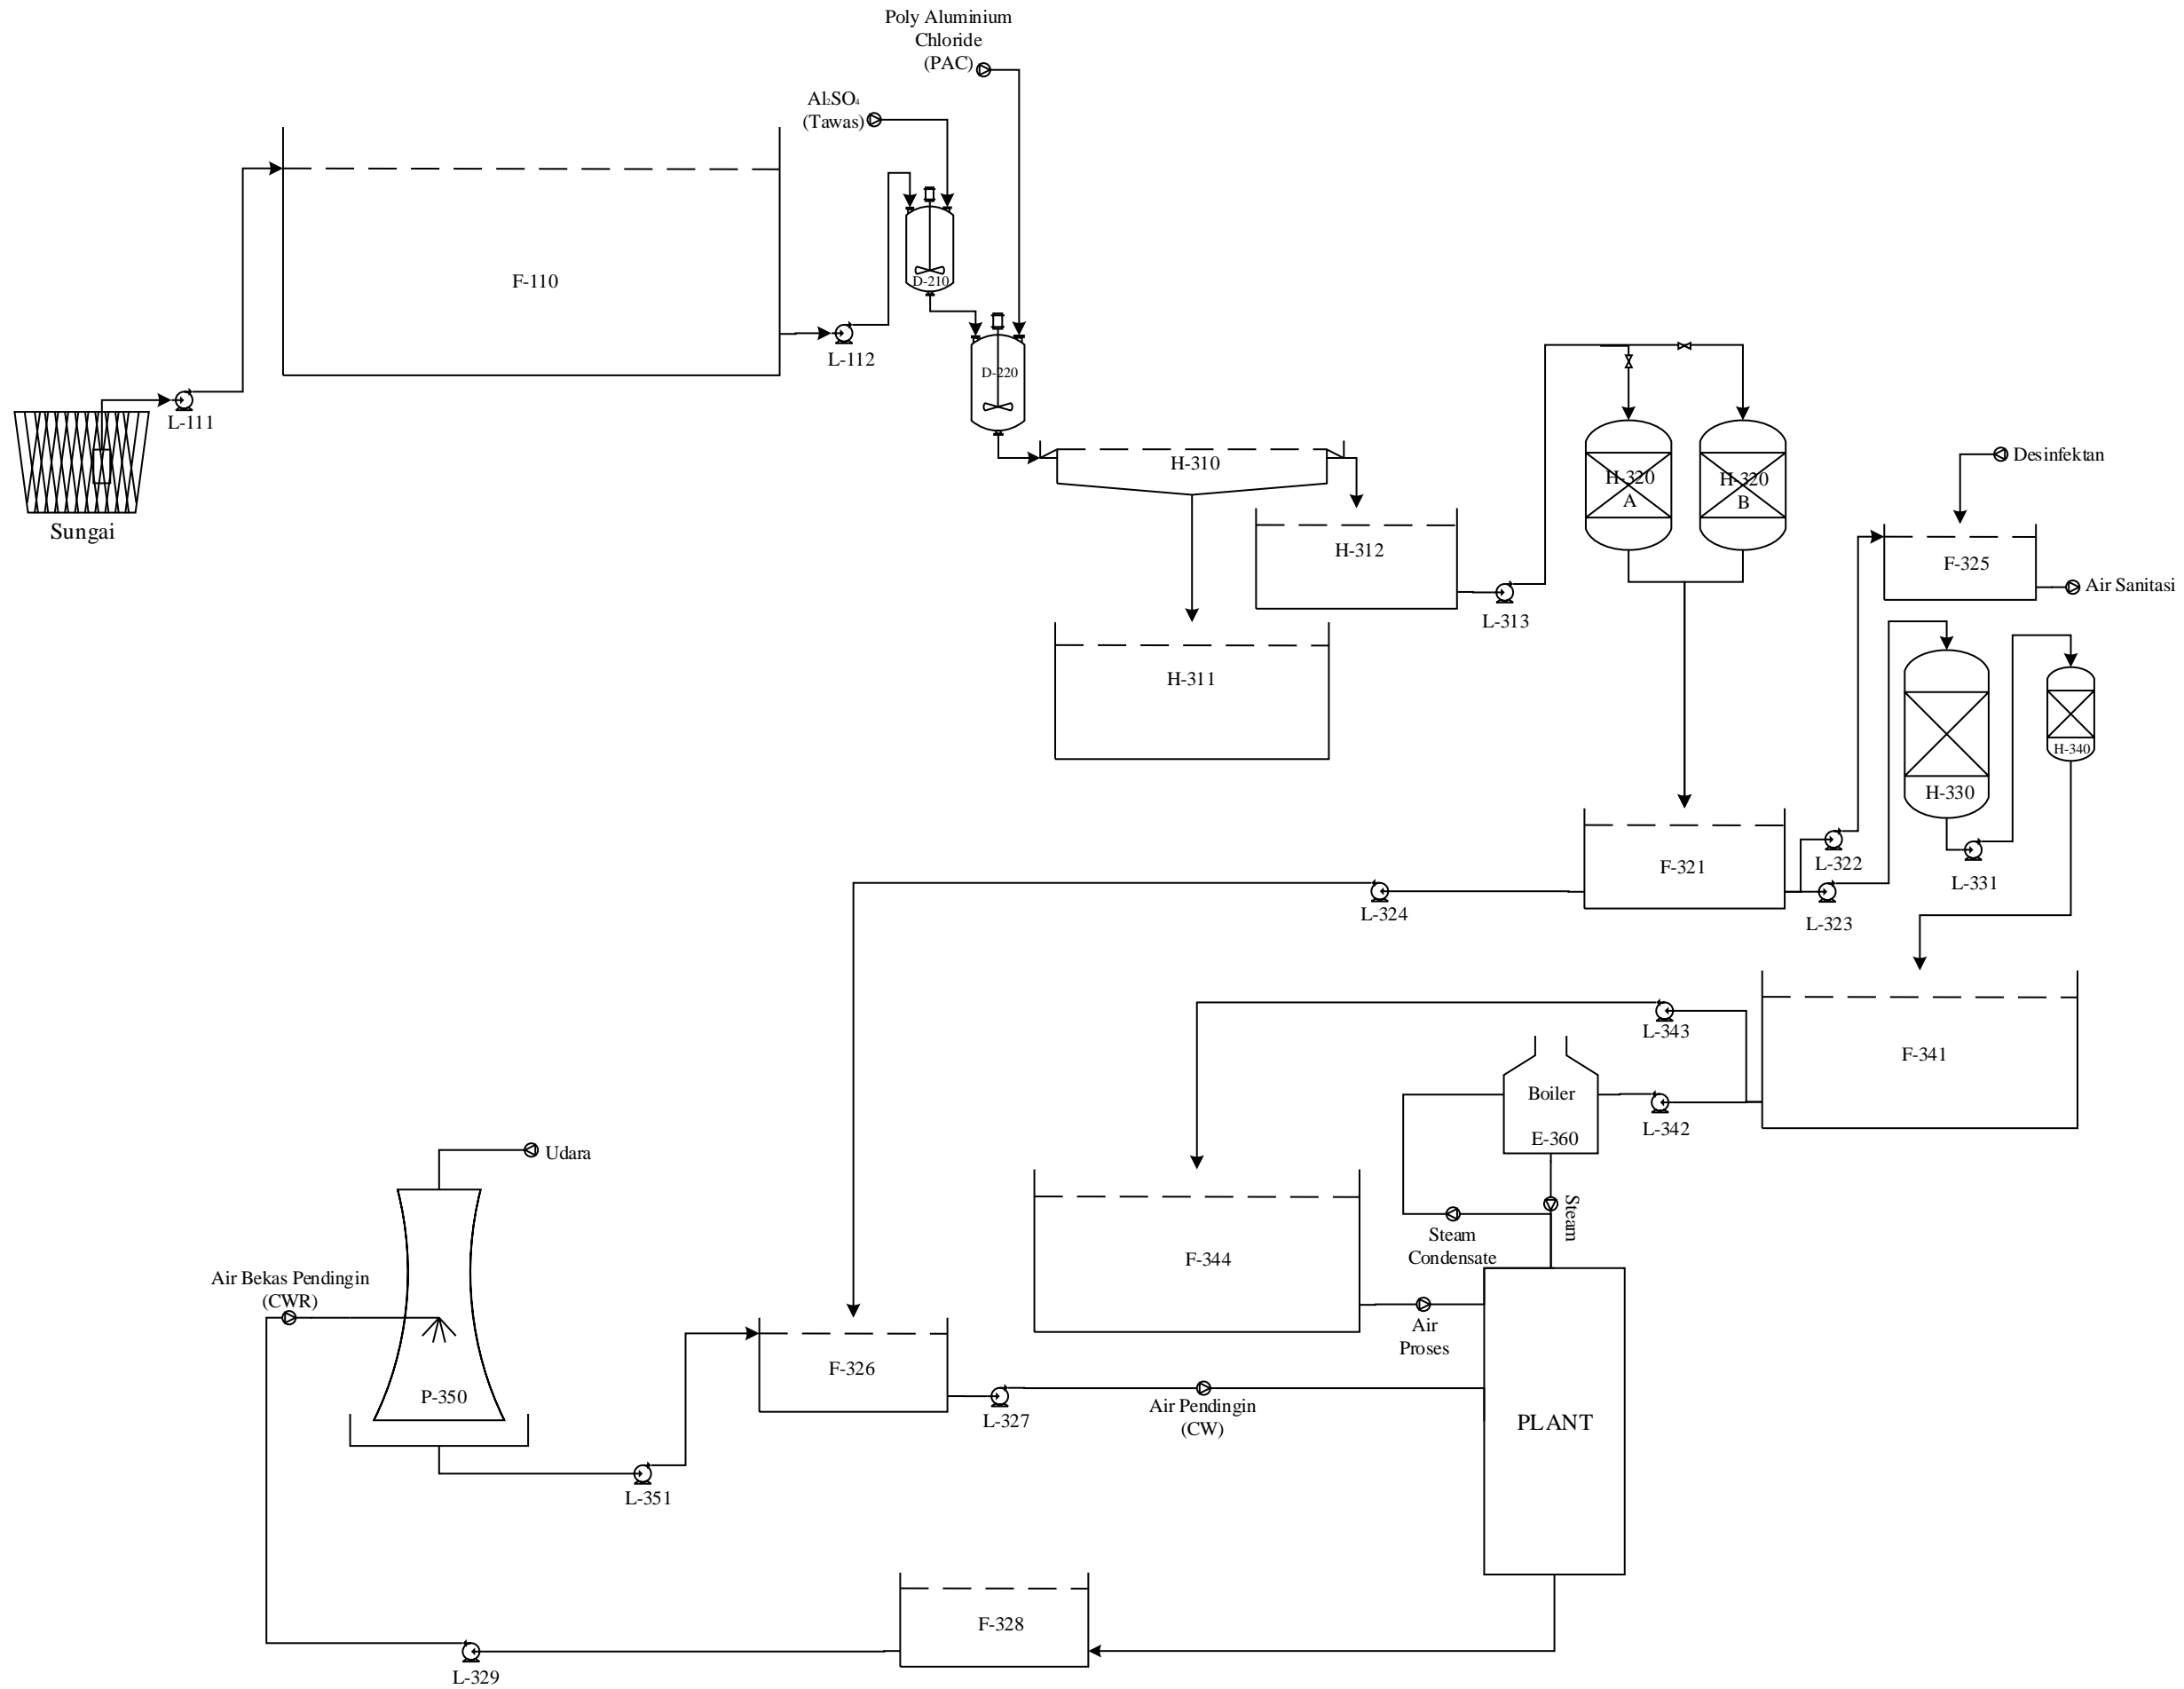 Poly Aluminium
Chloride
(PAC)
Al₂SO₄
(Tawas)
F-110
D-210
L-112
D-220
L-111
Sungai
H-310
H-320
A
H-320
B
Desinfektan
H-312
F-325
Air Sanitasi
L-313
H-311
H-340
H-330
F-321
L-322
L-331
L-324
L-323
L-343
F-341
Boiler
L-342
E-360
Udara
Steam
Steam
Condensate
F-344
Air Bekas Pendingin
(CWR)
Air
Proses
F-326
P-350
Air Pendingin
(CW)
L-327
PLANT
L-351
F-328
L-329